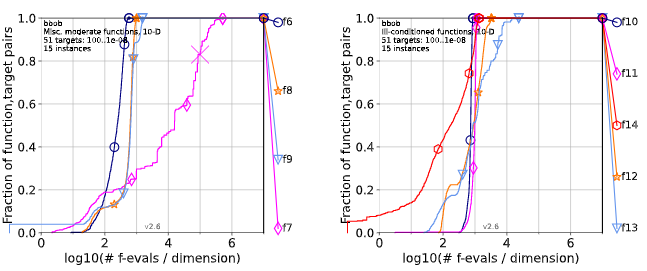 bbob
Misc. moderate functions, 10-D
51 targets: 100..1e-08
15 instances
Fraction of function,target pairs
1.0
0.8
0.6
0.4
0.2
0.0
0
2
4
6
log10(# f-evals / dimension)
v2.6
f6
f8
f9
f7
bbob
Ill-conditioned functions, 10-D
51 targets: 100..1e-08
15 instances
Fraction of function,target pairs
1.0
0.8
0.6
0.4
0.2
0.0
0
2
4
6
log10(# f-evals / dimension)
v2.6
f10
f11
f14
f12
f13